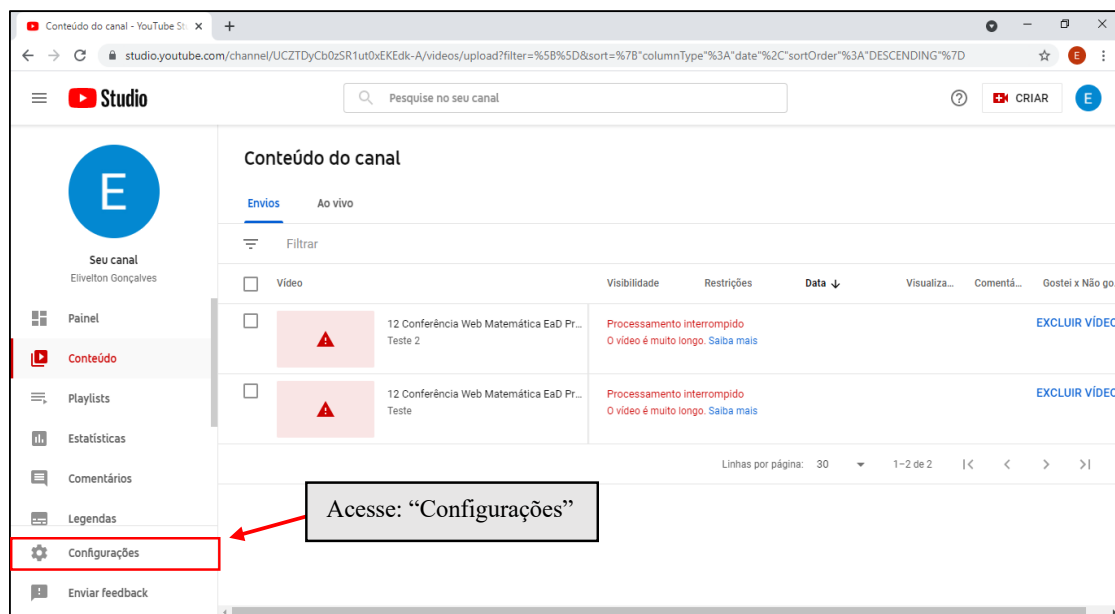 Conteúdo do canal - YouTube St
studio.youtube.com/channel/UCZTDyCb0zSR1ut0xEKEdk-A/videos/upload?filter=%5B%5D&sort=%7B"columnType"%3A"date"%2C"sortOrder"%3A"DESCENDING"%7D
E
Studio
Pesquise no seu canal
CRIAR
E
E
Seu canal
Elivelton Gonçalves
Painel
Conteúdo
Playlists
Estatísticas
Comentários
Legendas
Configurações
Enviar feedback
Conteúdo do canal
Envios Ao vivo
Filtrar
Vídeo Visibilidade Restrições Data Visualiza... Comentá... Gostei x Não go.
12 Conferência Web Matemática EaD Pr... Processamento interrompido EXCLUIR VÍDEO
Teste 2 O vídeo é muito longo. Saiba mais
12 Conferência Web Matemática EaD Pr... Processamento interrompido EXCLUIR VÍDEO
Teste O vídeo é muito longo. Saiba mais
Linhas por página: 30 1–2 de 2
Acesse: “Configurações”